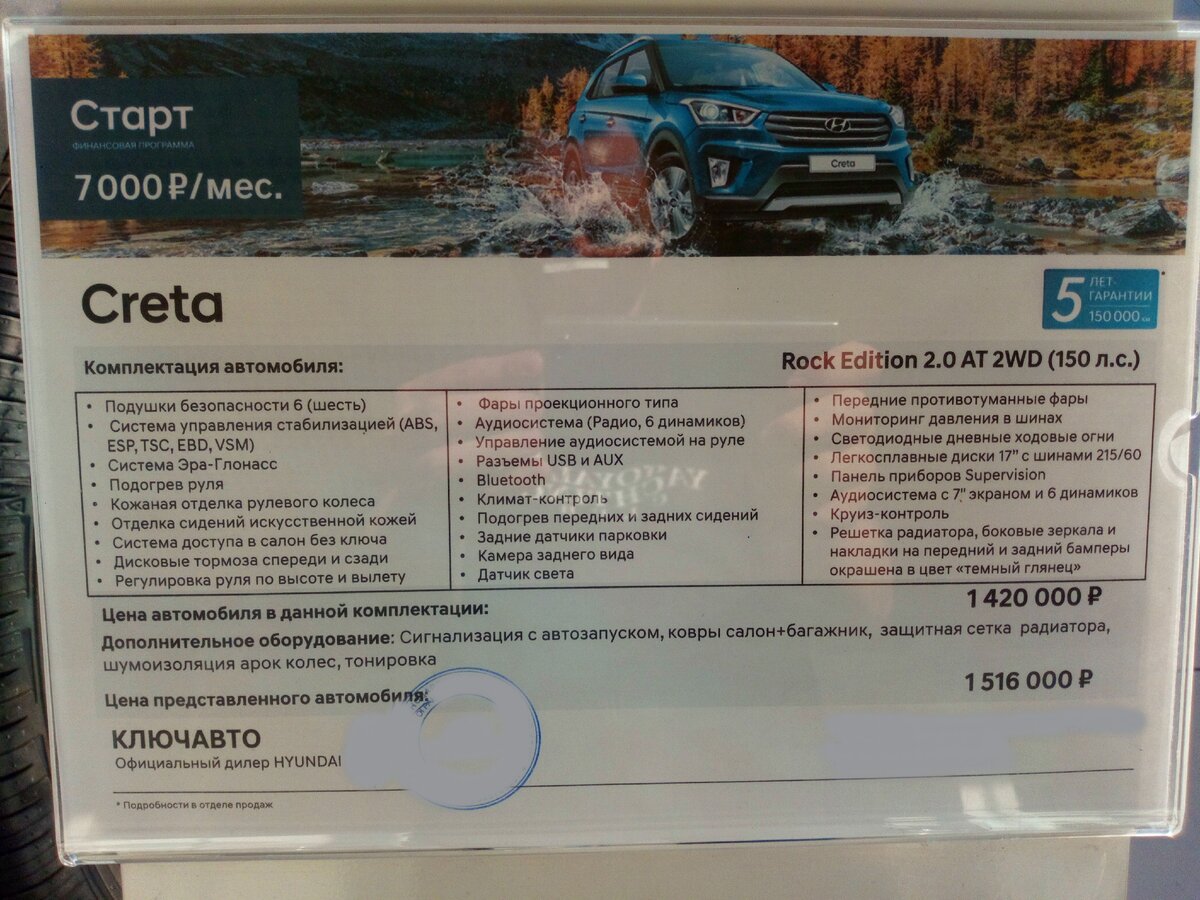 Старт
ФИНАНСОВАЯ ПРОГРАММА
7 000 ₽/мес.
Creta
Creta
5 ЛЕТ
ГАРАНТИИ
150 000 км
*
Комплектация автомобиля:
Rock Edition 2.0 AT 2WD (150 л.с.)
• Подушки безопасности 6 (шесть)
• Система управления стабилизацией (ABS,
ESP, TSC, EBD, VSM)
• Система Эра-Глонасс
• Подогрев руля
• Кожаная отделка рулевого колеса
• Отделка сидений искусственной кожей
• Система доступа в салон без ключа
• Дисковые тормоза спереди и сзади
• Регулировка руля по высоте и вылету
• Фары проекционного типа
• Аудиосистема (Радио, 6 динамиков)
• Управление аудиосистемой на руле
• Разъемы USB и AUX
• Bluetooth
• Климат-контроль
• Подогрев передних и задних сидений
• Задние датчики парковки
• Камера заднего вида
• Датчик света
• Передние противотуманные фары
• Мониторинг давления в шинах
• Светодиодные дневные ходовые огни
• Легкосплавные диски 17” с шинами 215/60
• Панель приборов Supervision
• Аудиосистема с 7,” экраном и 6 динамиков
• Круиз-контроль
• Решетка радиатора, боковые зеркала и
накладки на передний и задний бамперы
окрашена в цвет «темный глянец»
Цена автомобиля в данной комплектации:
1 420 000 ₽
Дополнительное оборудование: Сигнализация с автозапуском, ковры салон+багажник, защитная сетка радиатора,
шумоизоляция арок колес, тонировка
Цена представленного автомобиля:
1 516 000 ₽
КЛЮЧАВТО
Официальный дилер HYUNDAI
* Подробности в отделе продаж